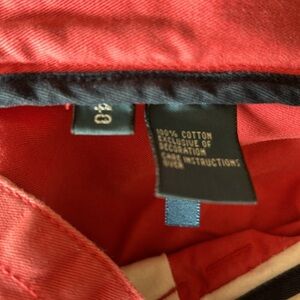 40
100% COTTON
EXCLUSIVE OF
DECORATION
CARE INSTRUCTIONS
OVER